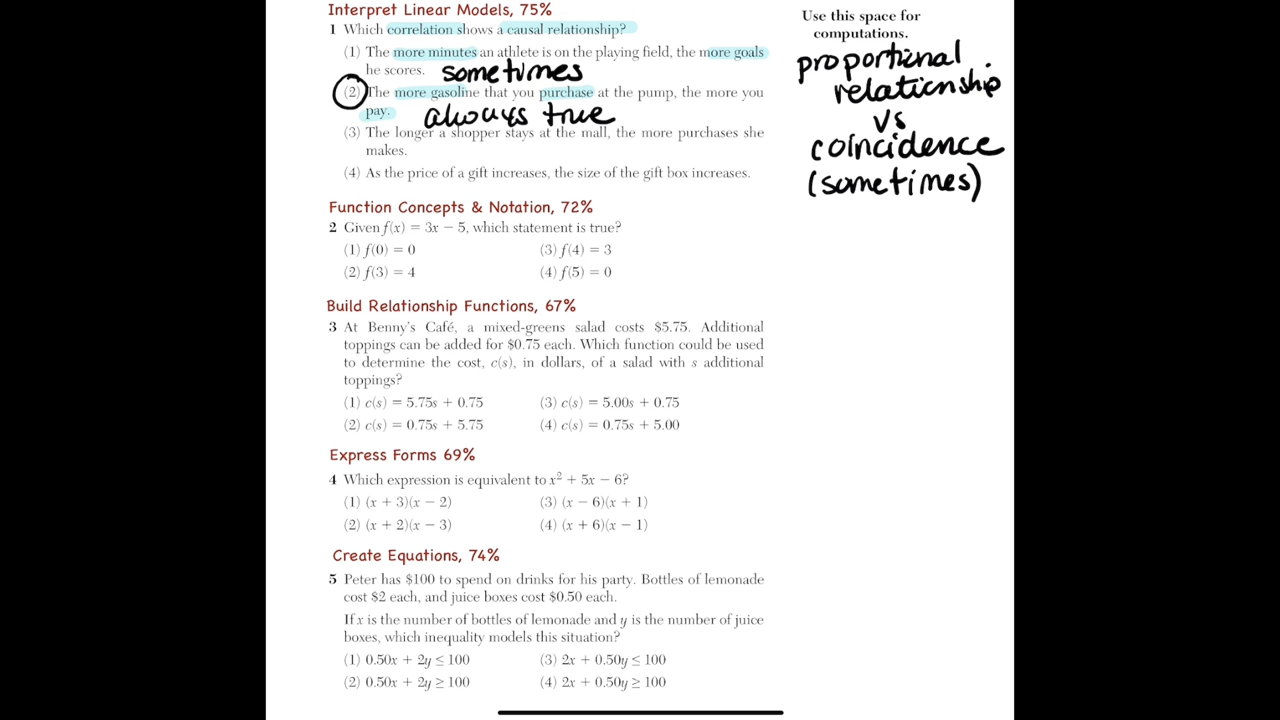 Interpret Linear Models, 75%
1 Which correlation shows a causal relationship?
(1) The more minutes an athlete is on the playing field, the more goals
he scores. sometimes
(2) The more gasoline that you purchase at the pump, the more you
pay. always true
(3) The longer a shopper stays at the mall, the more purchases she
makes.
(4) As the price of a gift increases, the size of the gift box increases.
Function Concepts & Notation, 72%
2 Given f(x) = 3x − 5, which statement is true?
(1) f(0) = 0 (3) f(4) = 3
(2) f(3) = 4 (4) f(5) = 0
Build Relationship Functions, 67%
3 At Benny's Café, a mixed-greens salad costs $5.75. Additional
toppings can be added for $0.75 each. Which function could be used
to determine the cost, c(s), in dollars, of a salad with s additional
toppings?
(1) c(s) = 5.75s + 0.75 (3) c(s) = 5.00s + 0.75
(2) c(s) = 0.75s + 5.75 (4) c(s) = 0.75s + 5.00
Express Forms 69%
4 Which expression is equivalent to x² + 5x − 6?
(1) (x + 3)(x − 2) (3) (x − 6)(x + 1)
(2) (x + 2)(x − 3) (4) (x + 6)(x − 1)
Create Equations, 74%
5 Peter has $100 to spend on drinks for his party. Bottles of lemonade
cost $2 each, and juice boxes cost $0.50 each.
If x is the number of bottles of lemonade and y is the number of juice
boxes, which inequality models this situation?
(1) 0.50x + 2y ≤ 100 (3) 2x + 0.50y ≤ 100
(2) 0.50x + 2y ≥ 100 (4) 2x + 0.50y ≥ 100
Use this space for
computations.
proportional
relationship
vs
coincidence
(sometimes)